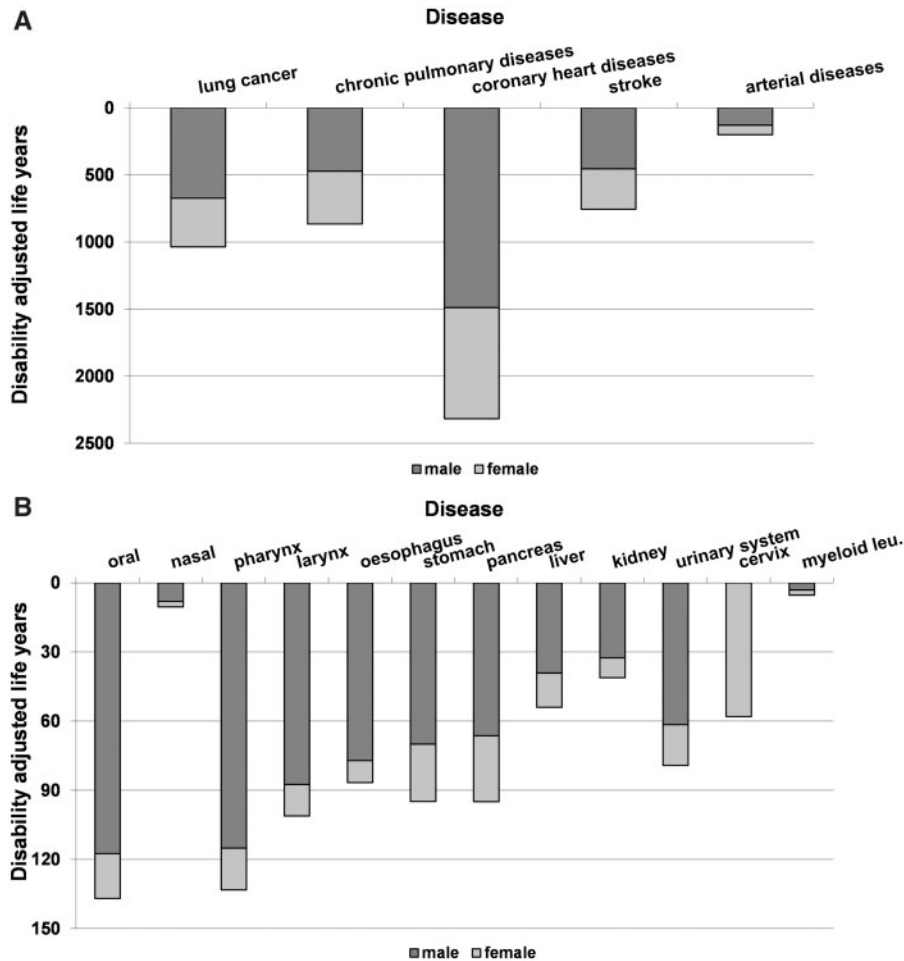 A
Disease
lung cancer
chronic pulmonary diseases
coronary heart diseases
stroke
arterial diseases
Disability adjusted life years
0
500
1000
1500
2000
2500
male female
B
Disease
oral
nasal
pharynx
larynx
oesophagus
stomach
pancreas
liver
kidney
urinary system
cervix
myeloid leu.
Disability adjusted life years
0
30
60
90
120
150
male female